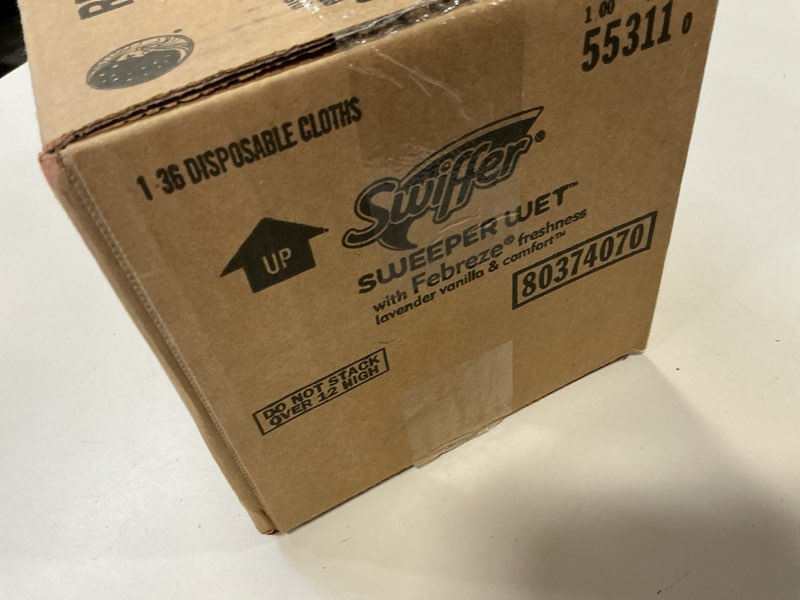 1.00
55311 0
1 36 DISPOSABLE CLOTHS
Swiffer®
SWEEPER WET™
with Febreze® freshness
lavender vanilla & comfort™
UP
80374070
DO NOT STACK
OVER 12 HIGH